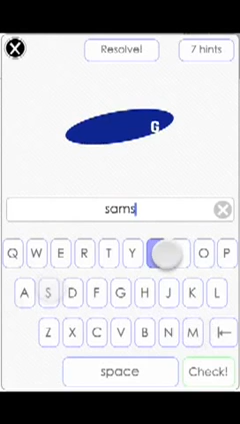 Resolve!
7 hints
G
sams
Q W E R T Y O P
A S D F G H J K L
Z X C V B N M
space
Check!